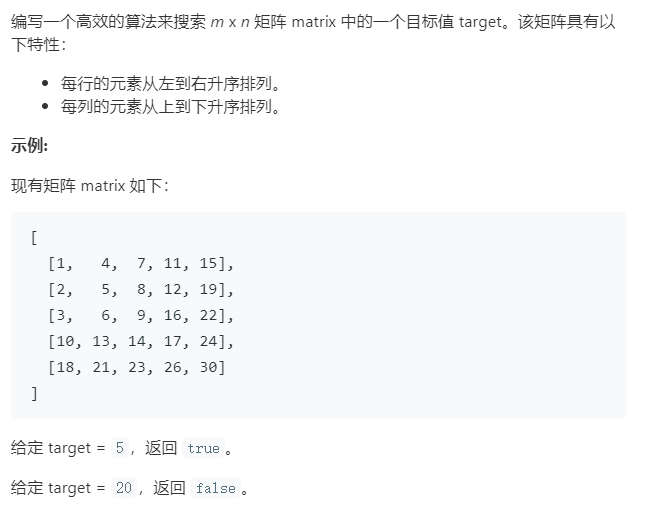 编写一个高效的算法来搜索 m x n 矩阵 matrix 中的一个目标值 target。该矩阵具有以
下特性：
• 每行的元素从左到右升序排列。
• 每列的元素从上到下升序排列。
示例:
现有矩阵 matrix 如下：
[
[1,   4,  7, 11, 15],
[2,   5,  8, 12, 19],
[3,   6,  9, 16, 22],
[10, 13, 14, 17, 24],
[18, 21, 23, 26, 30]
]
给定 target = 5，返回 true。
给定 target = 20，返回 false。